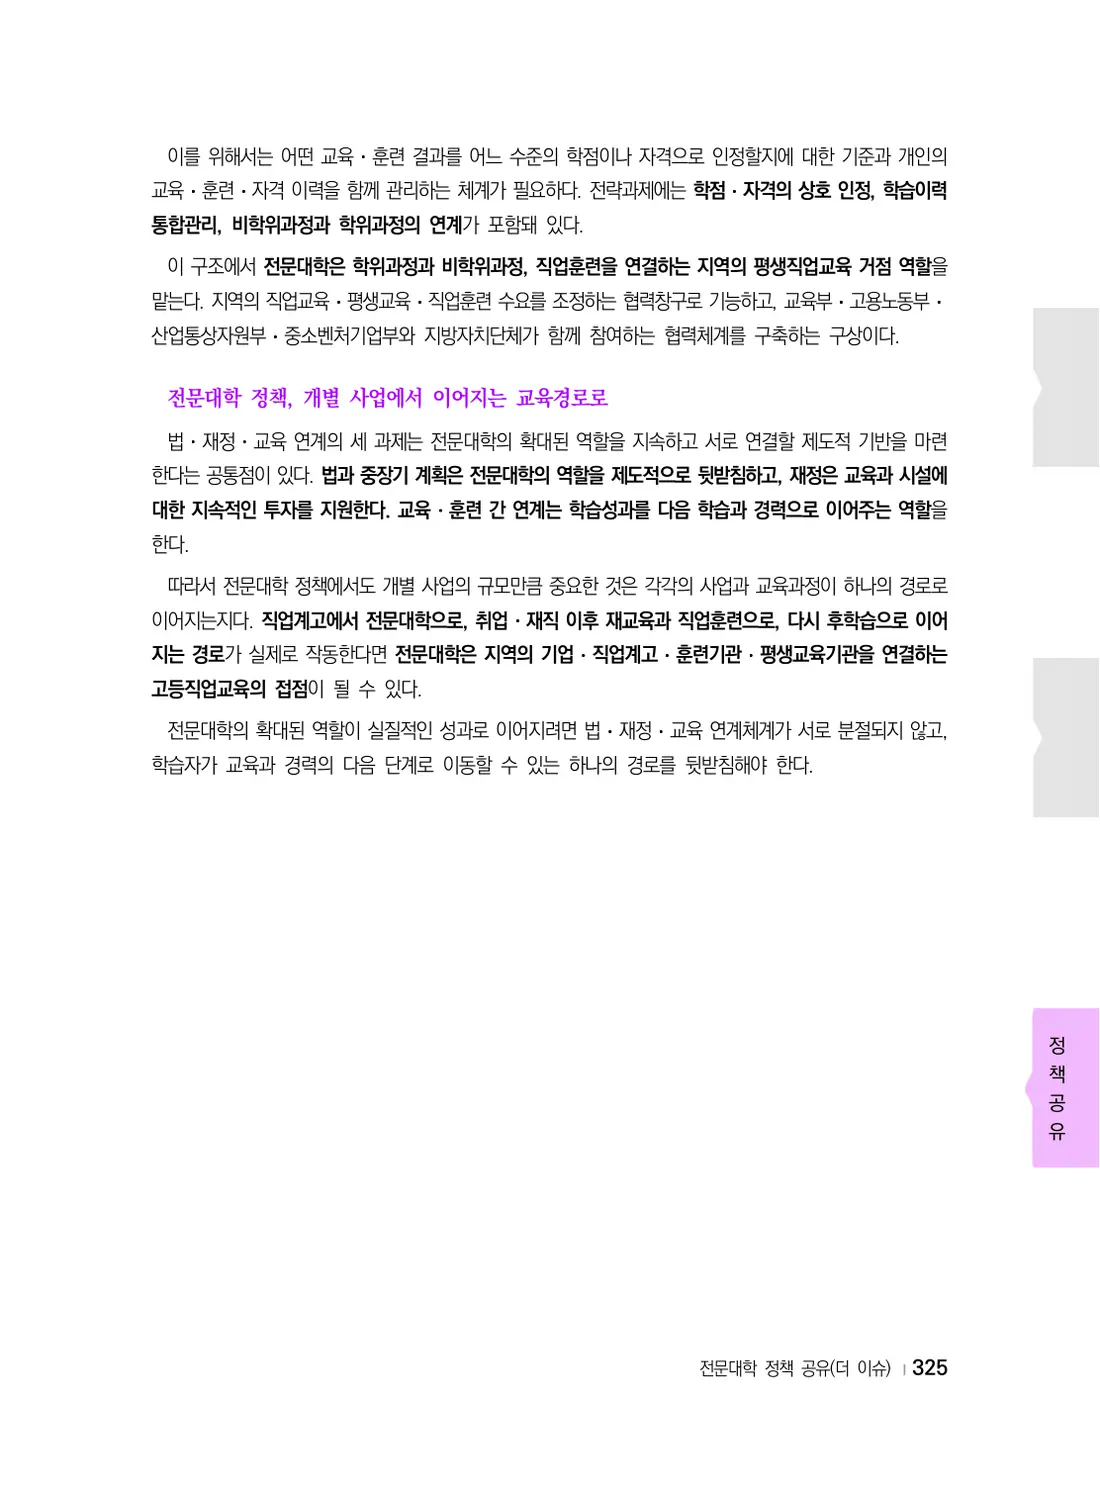 이를 위해서는 어떤 교육·훈련 결과를 어느 수준의 학점이나 자격으로 인정할지에 대한 기준과 개인의
교육·훈련·자격 이력을 함께 관리하는 체계가 필요하다. 전략과제에는 학점·자격의 상호 인정, 학습이력
통합관리, 비학위과정과 학위과정의 연계가 포함돼 있다.
이 구조에서 전문대학은 학위과정과 비학위과정, 직업훈련을 연결하는 지역의 평생직업교육 거점 역할을
맡는다. 지역의 직업교육·평생교육·직업훈련 수요를 조정하는 협력창구로 기능하고, 교육부·고용노동부·
산업통상자원부·중소벤처기업부와 지방자치단체가 함께 참여하는 협력체계를 구축하는 구상이다.
전문대학 정책, 개별 사업에서 이어지는 교육경로로
법·재정·교육 연계의 세 과제는 전문대학의 확대된 역할을 지속하고 서로 연결할 제도적 기반을 마련
한다는 공통점이 있다. 법과 중장기 계획은 전문대학의 역할을 제도적으로 뒷받침하고, 재정은 교육과 시설에
대한 지속적인 투자를 지원한다. 교육·훈련 간 연계는 학습성과를 다음 학습과 경력으로 이어주는 역할을
한다.
따라서 전문대학 정책에서도 개별 사업의 규모만큼 중요한 것은 각각의 사업과 교육과정이 하나의 경로로
이어지는지다. 직업계고에서 전문대학으로, 취업·재직 이후 재교육과 직업훈련으로, 다시 후학습으로 이어
지는 경로가 실제로 작동한다면 전문대학은 지역의 기업·직업계고·훈련기관·평생교육기관을 연결하는
고등직업교육의 접점이 될 수 있다.
전문대학의 확대된 역할이 실질적인 성과로 이어지려면 법·재정·교육 연계체계가 서로 분절되지 않고,
학습자가 교육과 경력의 다음 단계로 이동할 수 있는 하나의 경로를 뒷받침해야 한다.
정
책
공
유
전문대학 정책 공유(더 이슈) | 325